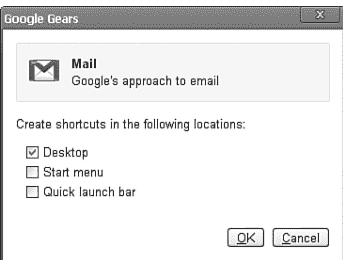 Google Gears
Mail
Google's approach to email
Create shortcuts in the following locations:
Desktop
Start menu
Quick launch bar
OK Cancel